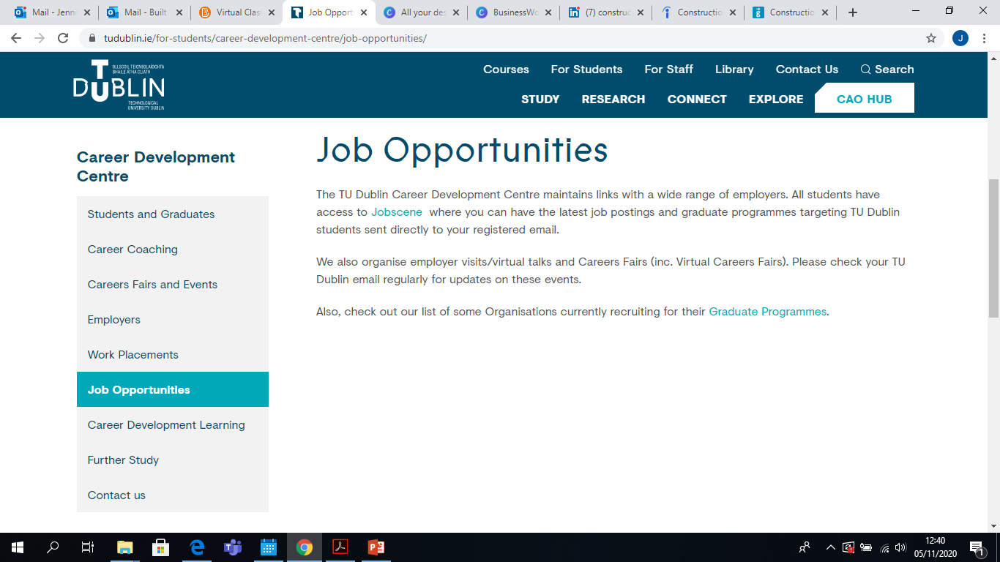 Mail - Jenni
Mail - Built
Virtual Clas
Job Opport
All your des
BusinessWo
(7) construc
Constructio
Constructio
tudublin.ie/for-students/career-development-centre/job-opportunities/
J
OLLSCOIL TEICNEOLAÍOCHTA
BHAILE ÁTHA CLIATH
T
DUBLIN
TECHNOLOGICAL
UNIVERSITY DUBLIN
Courses For Students For Staff Library Contact Us Search
STUDY RESEARCH CONNECT EXPLORE CAO HUB
Career Development
Centre
Students and Graduates
Career Coaching
Careers Fairs and Events
Employers
Work Placements
Job Opportunities
Career Development Learning
Further Study
Contact us
Job Opportunities
The TU Dublin Career Development Centre maintains links with a wide range of employers. All students have
access to Jobscene where you can have the latest job postings and graduate programmes targeting TU Dublin
students sent directly to your registered email.
We also organise employer visits/virtual talks and Careers Fairs (inc. Virtual Careers Fairs). Please check your TU
Dublin email regularly for updates on these events.
Also, check out our list of some Organisations currently recruiting for their Graduate Programmes.
12:40
05/11/2020
1